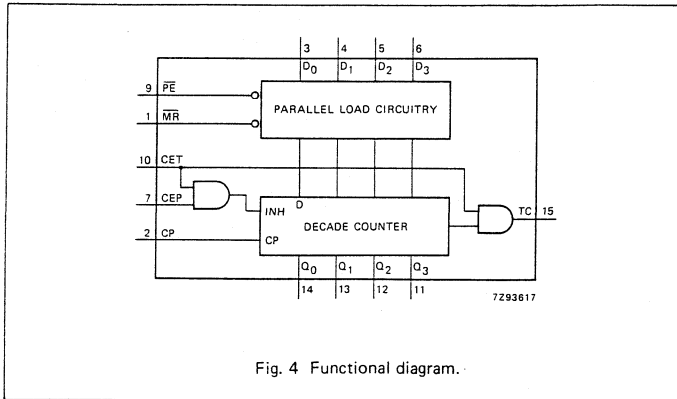 3 4 5 6
D0 D1 D2 D3
9 PE
PARALLEL LOAD CIRCUITRY
1 MR
10 CET
7 CEP
D
INH
DECADE COUNTER
TC 15
2 CP
CP
Q0 Q1 Q2 Q3
14 13 12 11
7Z93617
Fig. 4 Functional diagram.